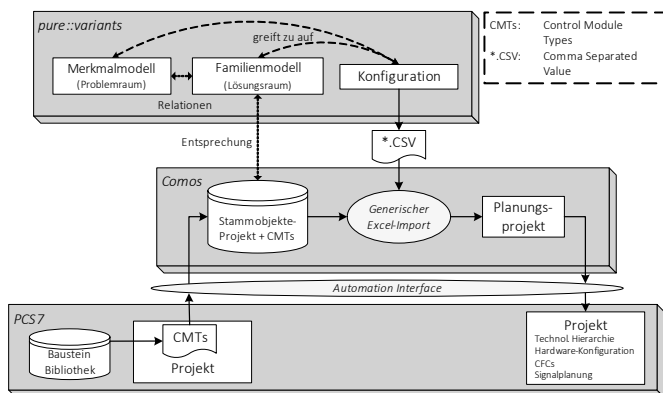 pure::variants
greift zu auf
Merkmalmodell
(Problemraum)
Familienmodell
(Lösungsraum)
Konfiguration
Relationen
CMTs: Control Module
Types
*.CSV: Comma Separated
Value
Entsprechung
*.CSV
Comos
Stammobjekte-
Projekt + CMTs
Generischer
Excel-Import
Planungs-
projekt
Automation Interface
PCS7
Baustein
Bibliothek
CMTs
Projekt
Projekt
Technol. Hierarchie
Hardware-Konfiguration
CFCs
Signalplanung